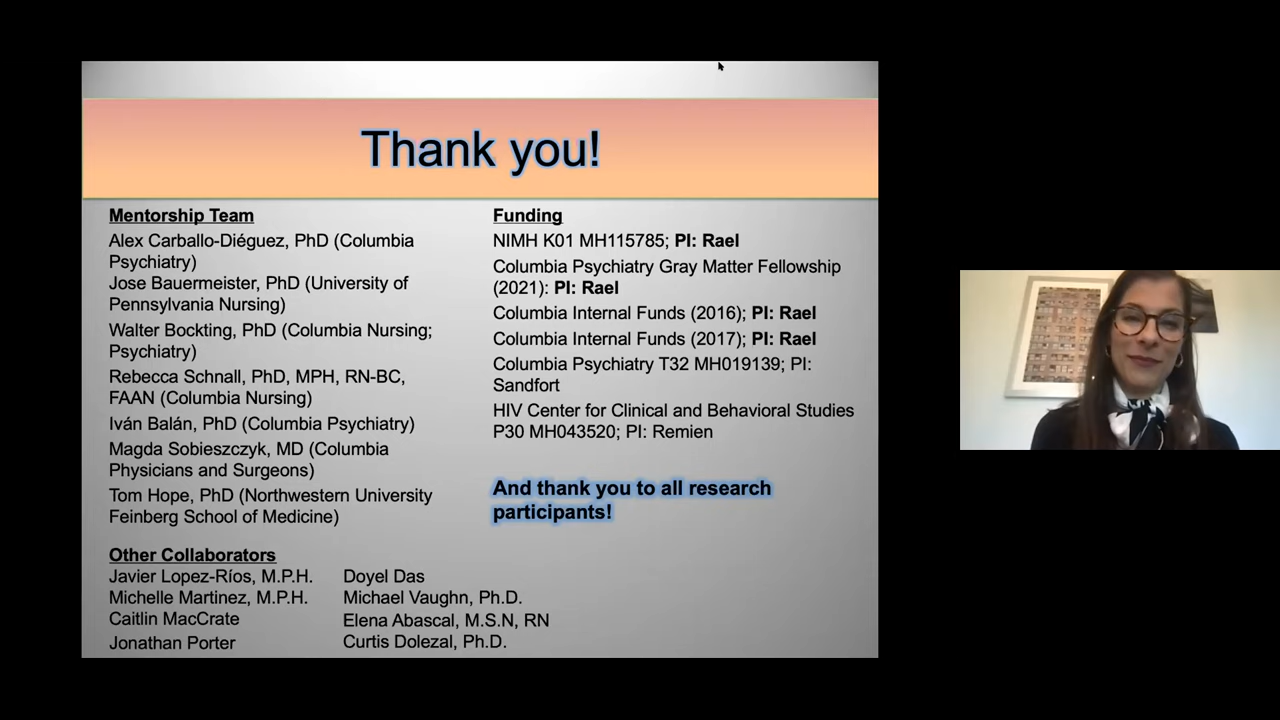 Thank you!
Mentorship Team
Alex Carballo-Diéguez, PhD (Columbia
Psychiatry)
Jose Bauermeister, PhD (University of
Pennsylvania Nursing)
Walter Bockting, PhD (Columbia Nursing;
Psychiatry)
Rebecca Schnall, PhD, MPH, RN-BC,
FAAN (Columbia Nursing)
Iván Balán, PhD (Columbia Psychiatry)
Magda Sobieszczyk, MD (Columbia
Physicians and Surgeons)
Tom Hope, PhD (Northwestern University
Feinberg School of Medicine)
Other Collaborators
Javier Lopez-Ríos, M.P.H.
Michelle Martinez, M.P.H.
Caitlin MacCrate
Jonathan Porter
Doyel Das
Michael Vaughn, Ph.D.
Elena Abascal, M.S.N, RN
Curtis Dolezal, Ph.D.
Funding
NIMH K01 MH115785; PI: Rael
Columbia Psychiatry Gray Matter Fellowship
(2021): PI: Rael
Columbia Internal Funds (2016); PI: Rael
Columbia Internal Funds (2017); PI: Rael
Columbia Psychiatry T32 MH019139; PI:
Sandfort
HIV Center for Clinical and Behavioral Studies
P30 MH043520; PI: Remien
And thank you to all research
participants!